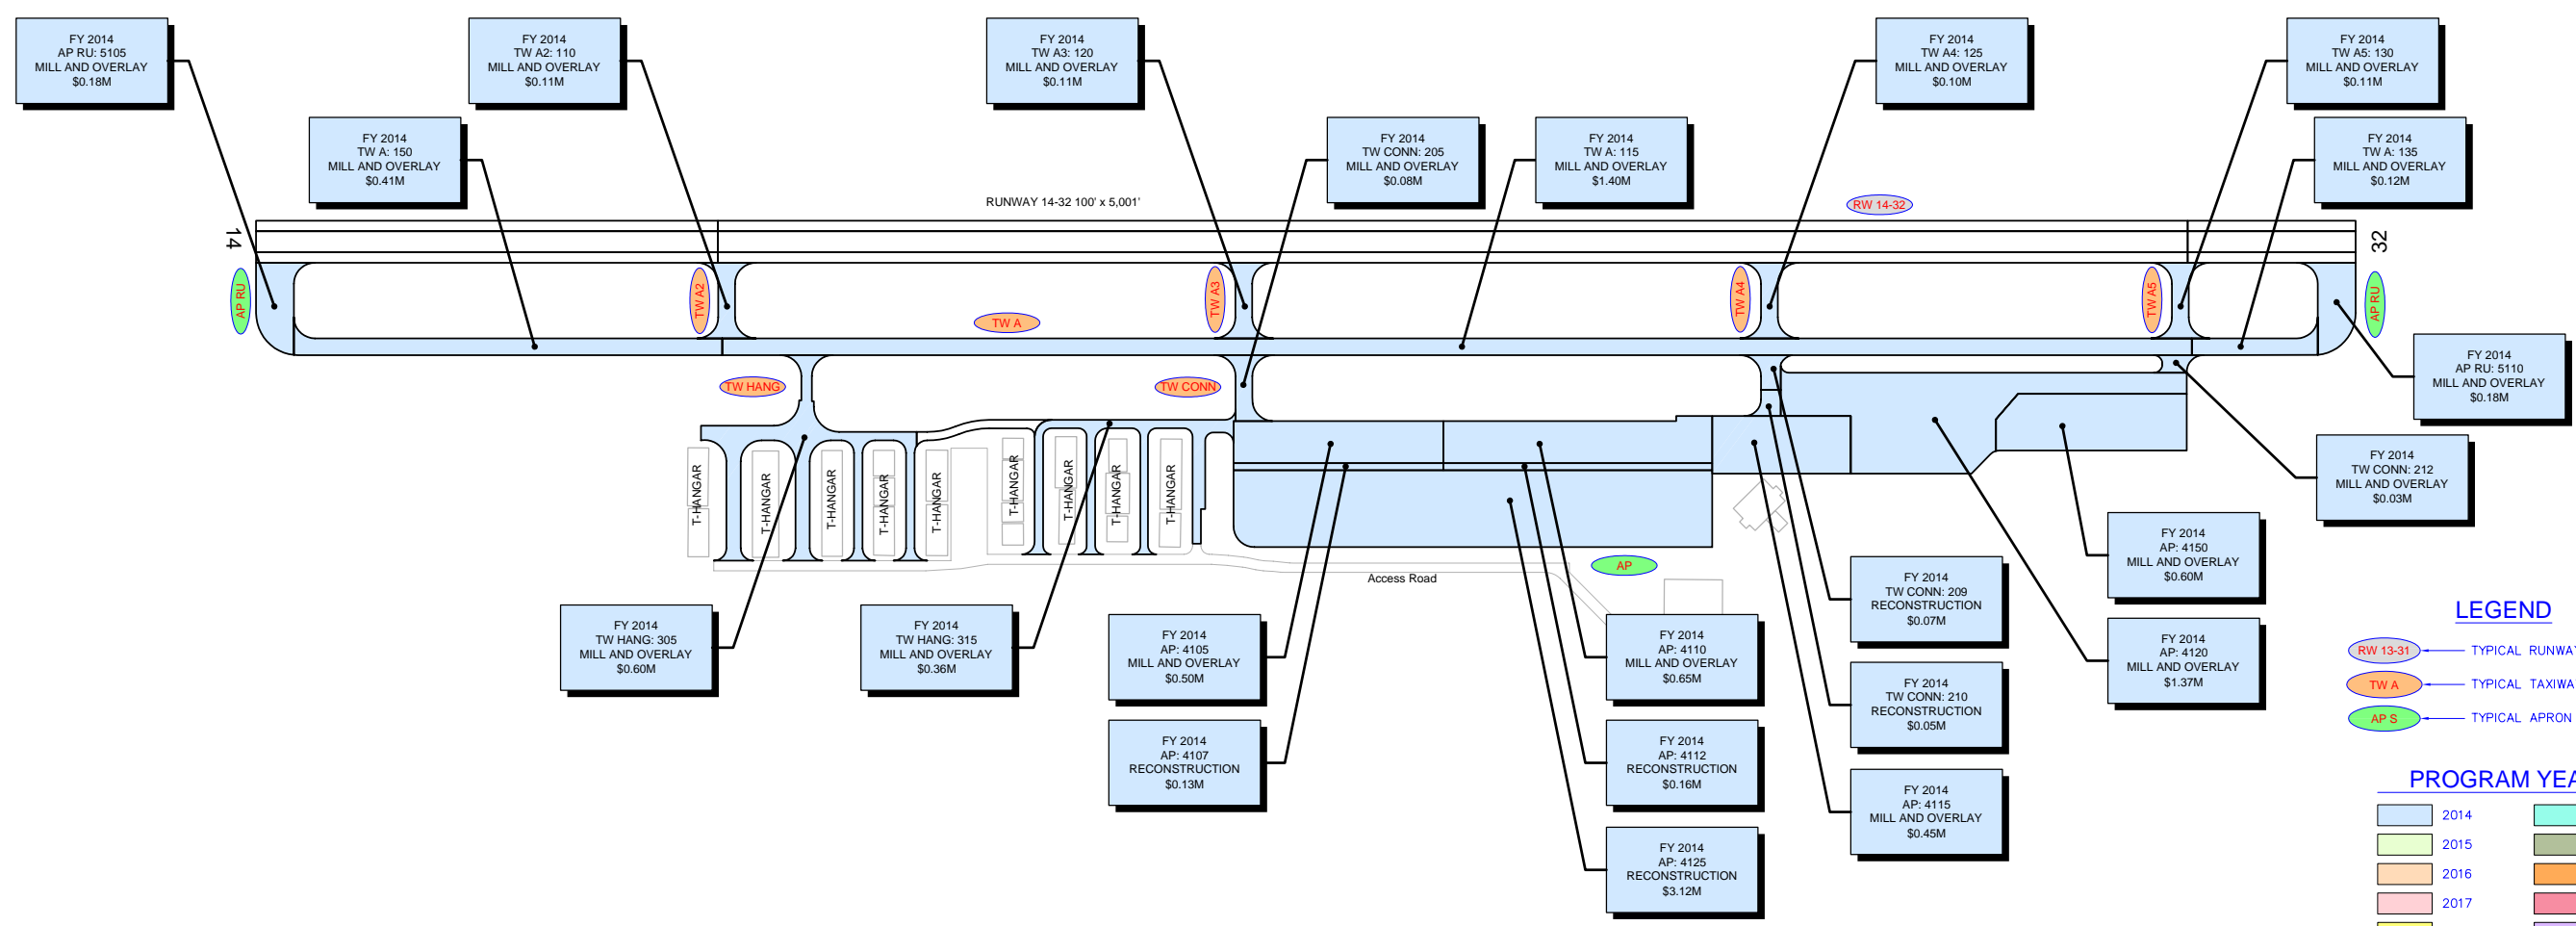 FY 2014
AP RU: 5105
MILL AND OVERLAY
$0.18M
FY 2014
TW A2: 110
MILL AND OVERLAY
$0.11M
FY 2014
TW A3: 120
MILL AND OVERLAY
$0.11M
FY 2014
TW A4: 125
MILL AND OVERLAY
$0.10M
FY 2014
TW A5: 130
MILL AND OVERLAY
$0.11M
FY 2014
TW A: 150
MILL AND OVERLAY
$0.41M
FY 2014
TW CONN: 205
MILL AND OVERLAY
$0.08M
FY 2014
TW A: 115
MILL AND OVERLAY
$1.40M
FY 2014
TW A: 135
MILL AND OVERLAY
$0.12M
RUNWAY 14-32 100' x 5,001'
RW 14-32
14
32
AP RU
TW A2
TW A
TW A3
TW A4
TW A5
AP RU
TW HANG
TW CONN
FY 2014
AP RU: 5110
MILL AND OVERLAY
$0.18M
FY 2014
TW CONN: 212
MILL AND OVERLAY
$0.03M
T-HANGAR
T-HANGAR
T-HANGAR
T-HANGAR
T-HANGAR
T-HANGAR
T-HANGAR
T-HANGAR
T-HANGAR
AP
Access Road
FY 2014
AP: 4150
MILL AND OVERLAY
$0.60M
FY 2014
TW CONN: 209
RECONSTRUCTION
$0.07M
FY 2014
TW HANG: 305
MILL AND OVERLAY
$0.60M
FY 2014
TW HANG: 315
MILL AND OVERLAY
$0.36M
FY 2014
AP: 4105
MILL AND OVERLAY
$0.50M
FY 2014
AP: 4110
MILL AND OVERLAY
$0.65M
FY 2014
TW CONN: 210
RECONSTRUCTION
$0.05M
FY 2014
AP: 4120
MILL AND OVERLAY
$1.37M
FY 2014
AP: 4107
RECONSTRUCTION
$0.13M
FY 2014
AP: 4112
RECONSTRUCTION
$0.16M
FY 2014
AP: 4115
MILL AND OVERLAY
$0.45M
FY 2014
AP: 4125
RECONSTRUCTION
$3.12M
LEGEND
RW 13-31 TYPICAL RUNWA
TW A TYPICAL TAXIWA
AP S TYPICAL APRON
PROGRAM YEA
2014
2015
2016
2017